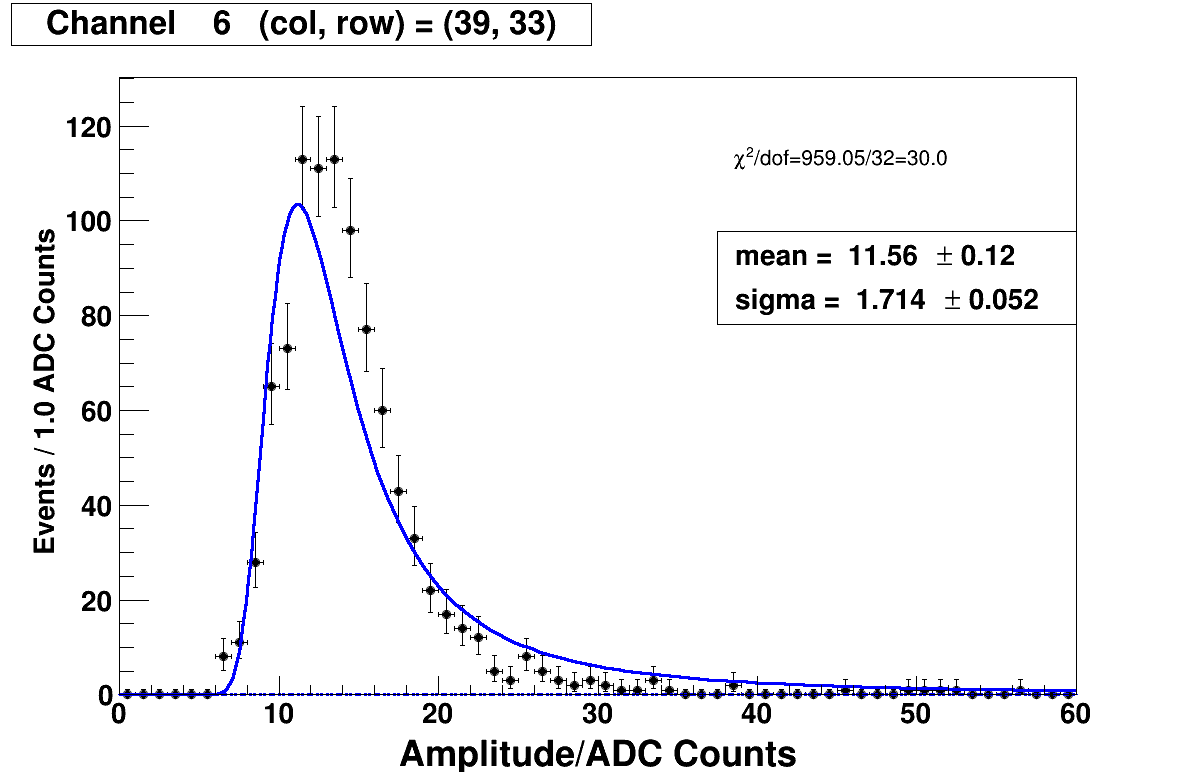 Channel 6 (col, row) = (39, 33)
χ²/dof=959.05/32=30.0
mean = 11.56 ± 0.12
sigma = 1.714 ± 0.052
Events / 1.0 ADC Counts
120
100
80
60
40
20
0
0 10 20 30 40 50 60
Amplitude/ADC Counts